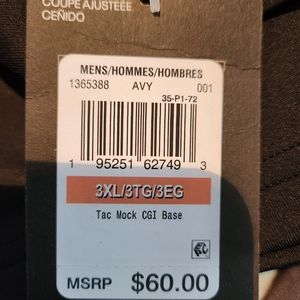 COUPE AJUSTÉEE
CEÑIDO
MENS/HOMMES/HOMBRES
1365388 AVY 001
35-P1-72
1 95251 62749 3
3XL/3TG/3EG
Tac Mock CGI Base
MSRP $60.00